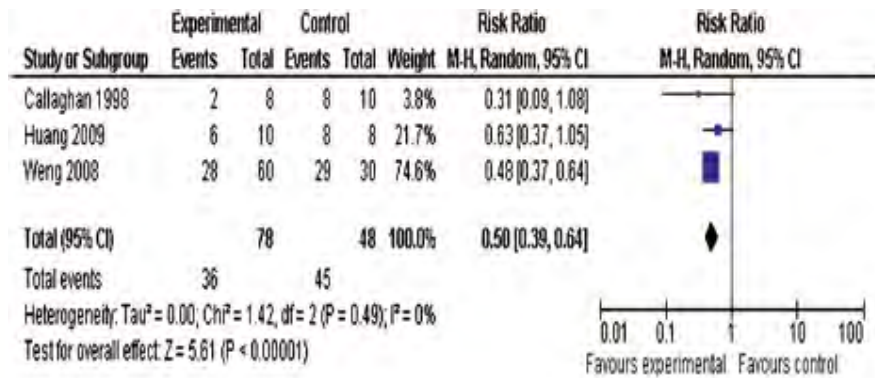 Experimental Control Risk Ratio Risk Ratio
Study or Subgroup Events Total Events Total Weight M-H, Random, 95% CI M-H, Random, 95% CI
Callaghan 1998 2 8 8 10 3.8% 0.31 [0.09, 1.08]
Huang 2009 6 10 8 8 21.7% 0.63 [0.37, 1.05]
Weng 2008 28 60 29 30 74.6% 0.48 [0.37, 0.64]
Total (95% CI) 78 48 100.0% 0.50 [0.39, 0.64]
Total events 36 45
Heterogeneity: Tau² = 0.00; Chi² = 1.42, df = 2 (P = 0.49); I² = 0%
Test for overall effect: Z = 5.61 (P < 0.00001)
0.01 0.1 1 10 100
Favours experimental Favours control